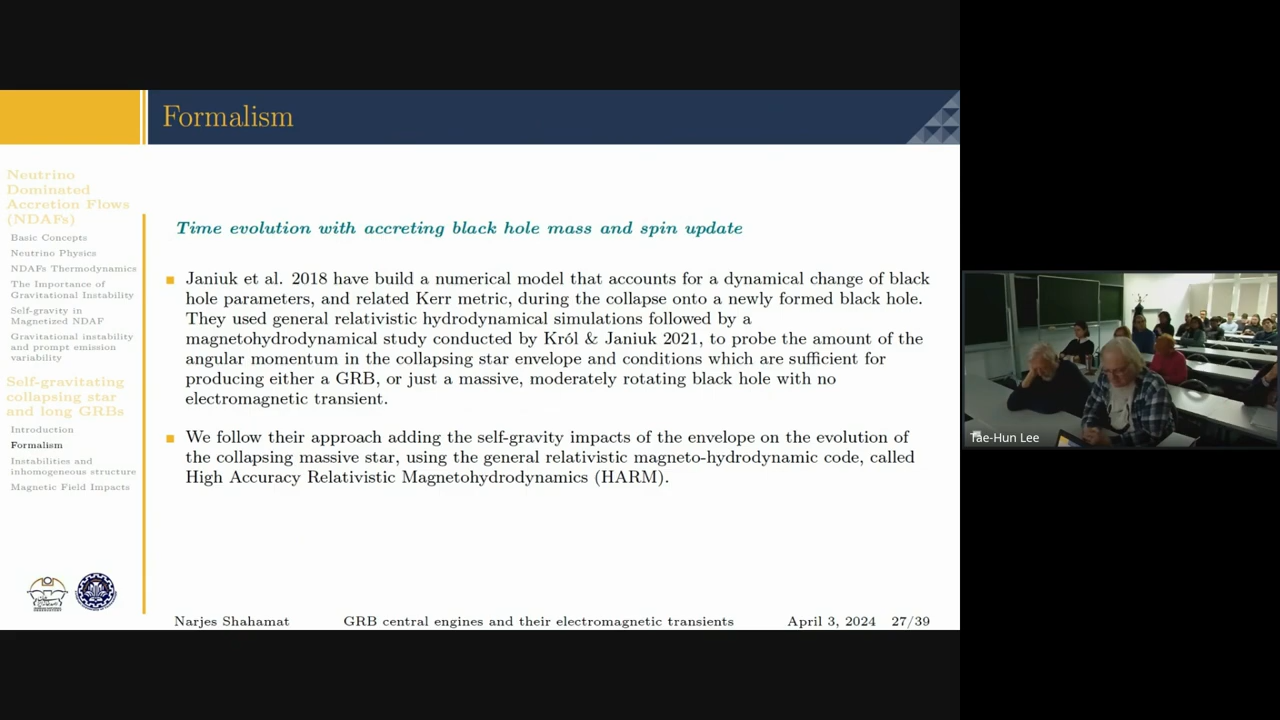 Formalism
Neutrino
Dominated
Accretion Flows
(NDAFs)
Basic Concepts
Neutrino Physics
NDAFs Thermodynamics
The Importance of
Gravitational Instability
Self-gravity in
Magnetized NDAF
Gravitational instability
and prompt emission
variability
Self-gravitating
collapsing star
and long GRBs
Introduction
Formalism
Instabilities and
inhomogeneous structure
Magnetic Field Impacts
Time evolution with accreting black hole mass and spin update
Janiuk et al. 2018 have build a numerical model that accounts for a dynamical change of black
hole parameters, and related Kerr metric, during the collapse onto a newly formed black hole.
They used general relativistic hydrodynamical simulations followed by a
magnetohydrodynamical study conducted by Król & Janiuk 2021, to probe the amount of the
angular momentum in the collapsing star envelope and conditions which are sufficient for
producing either a GRB, or just a massive, moderately rotating black hole with no
electromagnetic transient.
We follow their approach adding the self-gravity impacts of the envelope on the evolution of
the collapsing massive star, using the general relativistic magneto-hydrodynamic code, called
High Accuracy Relativistic Magnetohydrodynamics (HARM).
Narjes Shahamat GRB central engines and their electromagnetic transients April 3, 2024 27/39
Tae-Hun Lee